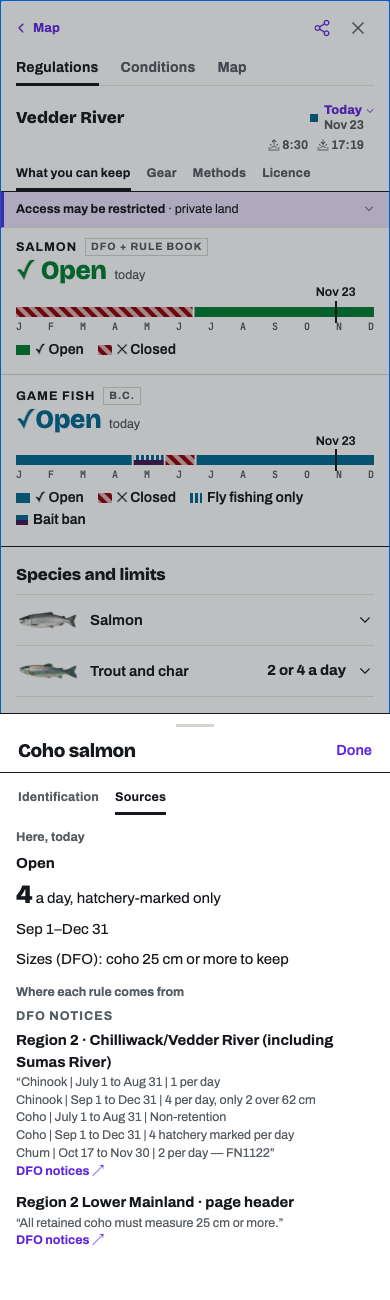 Map
Regulations Conditions Map
Vedder River
Today
Nov 23
8:30 17:19
What you can keep Gear Methods Licence
Access may be restricted · private land
SALMON DFO + RULE BOOK
✓ Open today
Nov 23
J F M A M J J A S O N D
✓ Open ✕ Closed
GAME FISH B.C.
✓ Open today
Nov 23
J F M A M J J A S O N D
✓ Open ✕ Closed Fly fishing only
Bait ban
Species and limits
Salmon
Trout and char 2 or 4 a day
Coho salmon Done
Identification Sources
Here, today
Open
4 a day, hatchery-marked only
Sep 1–Dec 31
Sizes (DFO): coho 25 cm or more to keep
Where each rule comes from
DFO NOTICES
Region 2 · Chilliwack/Vedder River (including
Sumas River)
“Chinook | July 1 to Aug 31 | 1 per day
Chinook | Sep 1 to Dec 31 | 4 per day, only 2 over 62 cm
Coho | July 1 to Aug 31 | Non-retention
Coho | Sep 1 to Dec 31 | 4 hatchery marked per day
Chum | Oct 17 to Nov 30 | 2 per day — FN1122”
DFO notices ↗
Region 2 Lower Mainland · page header
“All retained coho must measure 25 cm or more.”
DFO notices ↗